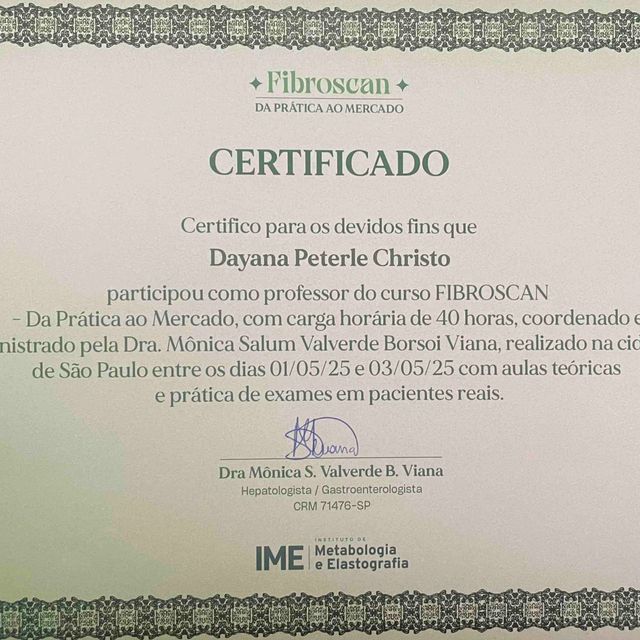 Fibroscan
DA PRÁTICA AO MERCADO
CERTIFICADO
Certifico para os devidos fins que
Dayana Peterle Christo
participou como professor do curso FIBROSCAN
- Da Prática ao Mercado, com carga horária de 40 horas, coordenado e
nistrado pela Dra. Mônica Salum Valverde Borsoi Viana, realizado na cid
de São Paulo entre os dias 01/05/25 e 03/05/25 com aulas teóricas
e prática de exames em pacientes reais.
Dra Mônica S. Valverde B. Viana
Hepatologista / Gastroenterologista
CRM 71476-SP
INSTITUTO DE
IME Metabologia
e Elastografia